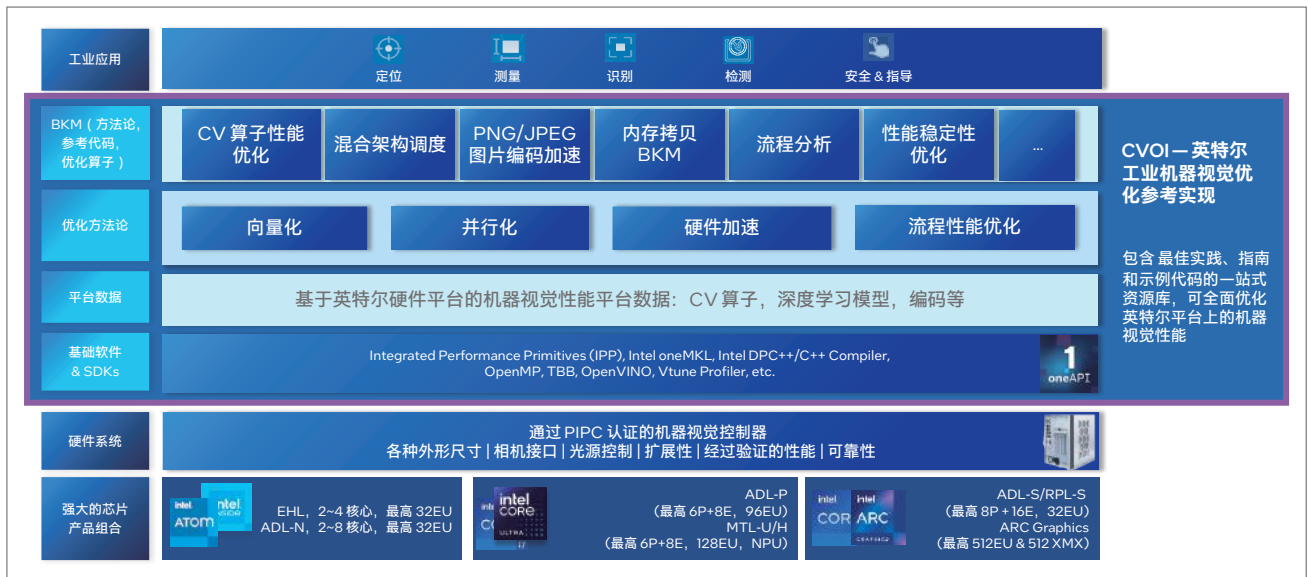 工业应用
定位
测量
识别
检测
安全 & 指导
BKM（方法论，
参考代码，
优化算子）
CV 算子性能
优化
混合架构调度
PNG/JPEG
图片编码加速
内存拷贝
BKM
流程分析
性能稳定性
优化
...
CVOI — 英特尔
工业机器视觉优
化参考实现
包含 最佳实践、指南
和示例代码的一站式
资源库，可全面优化
英特尔平台上的机器
视觉性能
优化方法论
向量化
并行化
硬件加速
流程性能优化
平台数据
基于英特尔硬件平台的机器视觉性能平台数据：CV 算子，深度学习模型，编码等
基础软件
& SDKs
Integrated Performance Primitives (IPP), Intel oneMKL, Intel DPC++/C++ Compiler,
OpenMP, TBB, OpenVINO, Vtune Profiler, etc.
1
oneAPI
硬件系统
通过 PIPC 认证的机器视觉控制器
各种外形尺寸 | 相机接口 | 光源控制 | 扩展性 | 经过验证的性能 | 可靠性
强大的芯片
产品组合
intel
ATOM
EHL，2~4 核心，最高 32EU
ADL-N，2~8 核心，最高 32EU
intel
CORE
ULTRA
ADL-P
（最高 6P+8E，96EU）
MTL-U/H
（最高 6P+8E，128EU，NPU）
intel
COR
intel
ARC
GRAPHICS
ADL-S/RPL-S
（最高 8P + 16E，32EU）
ARC Graphics
（最高 512EU & 512 XMX）